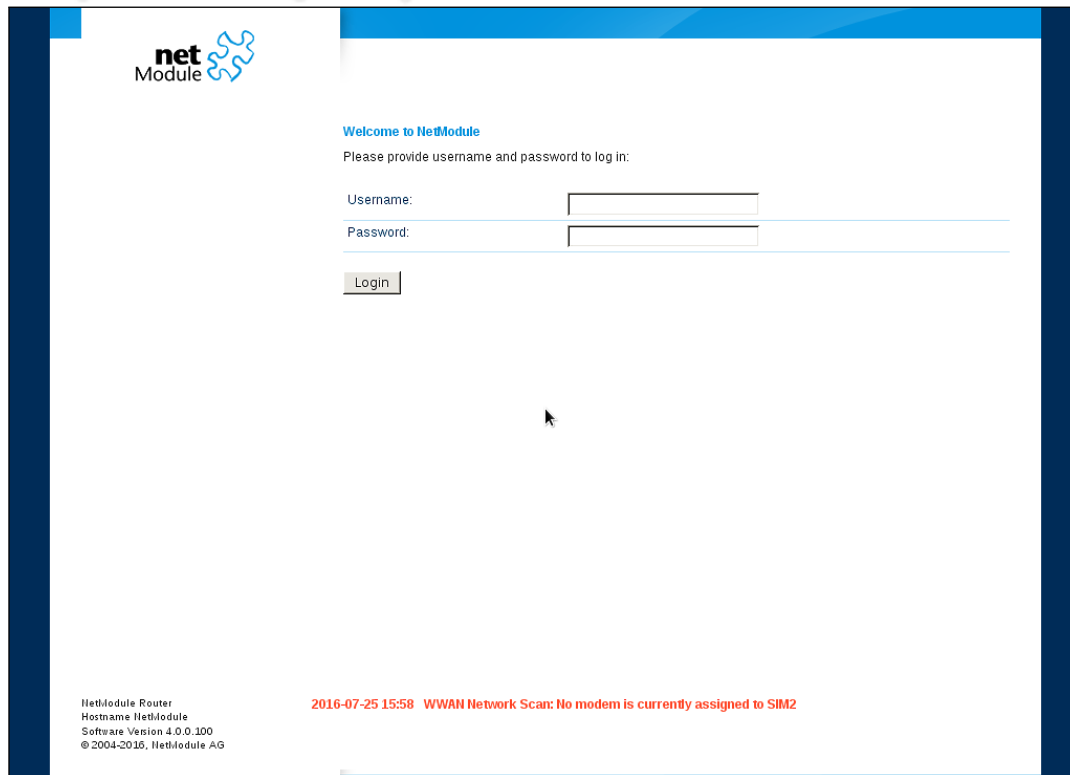 net
Module
Welcome to NetModule
Please provide username and password to log in:
Username:
Password:
Login
NetModule Router
Hostname NetModule
Software Version 4.0.0.100
© 2004-2016, NetModule AG
2016-07-25 15:58 WWAN Network Scan: No modem is currently assigned to SIM2